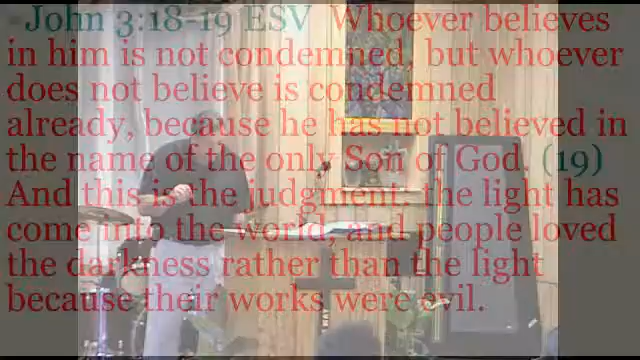 John 3:18-19 ESV Whoever believes
in him is not condemned, but whoever
does not believe is condemned
already, because he has not believed in
the name of the only Son of God. (19)
And this is the judgment: the light has
come into the world, and people loved
the darkness rather than the light
because their works were evil.